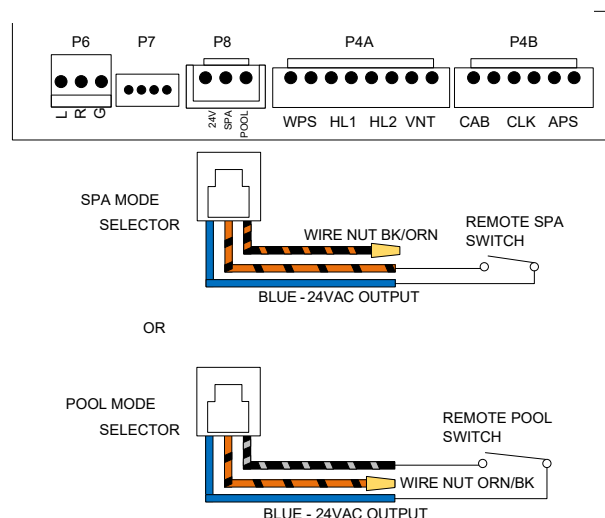 P6 P7 P8 P4A P4B
L R G 24V SPA POOL WPS HL1 HL2 VNT CAB CLK APS
SPA MODE
SELECTOR
WIRE NUT BK/ORN
REMOTE SPA
SWITCH
BLUE - 24VAC OUTPUT
OR
POOL MODE
SELECTOR
REMOTE POOL
SWITCH
WIRE NUT ORN/BK
BLUE - 24VAC OUTPUT